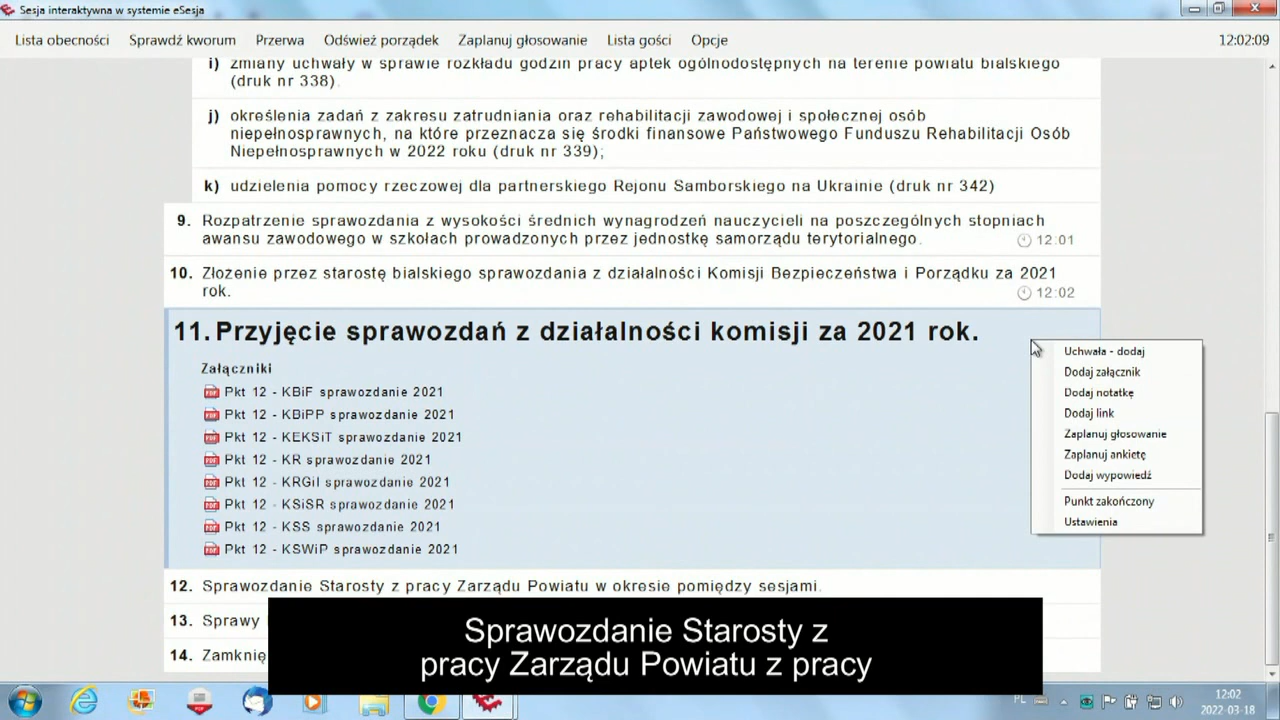 Sesja interaktywna w systemie eSesja
Lista obecności Sprawdź kworum Przerwa Odśwież porządek Zaplanuj głosowanie Lista gości Opcje 12:02:09
i) zmiany uchwały w sprawie rozkładu godzin pracy aptek ogólnodostępnych na terenie powiatu bialskiego
(druk nr 338).
j) określenia zadań z zakresu zatrudniania oraz rehabilitacji zawodowej i społecznej osób
niepełnosprawnych, na które przeznacza się środki finansowe Państwowego Funduszu Rehabilitacji Osób
Niepełnosprawnych w 2022 roku (druk nr 339);
k) udzielenia pomocy rzeczowej dla partnerskiego Rejonu Samborskiego na Ukrainie (druk nr 342)
9. Rozpatrzenie sprawozdania z wysokości średnich wynagrodzeń nauczycieli na poszczególnych stopniach
awansu zawodowego w szkołach prowadzonych przez jednostkę samorządu terytorialnego. 12:01
10. Złozenie przez starostę bialskiego sprawozdania z działalności Komisji Bezpieczeństwa i Porządku za 2021
rok. 12:02
11. Przyjęcie sprawozdań z działalności komisji za 2021 rok.
Załączniki
Pkt 12 - KBiF sprawozdanie 2021
Pkt 12 - KBiPP sprawozdanie 2021
Pkt 12 - KEKSiT sprawozdanie 2021
Pkt 12 - KR sprawozdanie 2021
Pkt 12 - KRGiI sprawozdanie 2021
Pkt 12 - KSiSR sprawozdanie 2021
Pkt 12 - KSS sprawozdanie 2021
Pkt 12 - KSWiP sprawozdanie 2021
Uchwała - dodaj
Dodaj załącznik
Dodaj notatkę
Dodaj link
Zaplanuj głosowanie
Zaplanuj ankietę
Dodaj wypowiedź
Punkt zakończony
Ustawienia
12. Sprawozdanie Starosty z pracy Zarządu Powiatu w okresie pomiędzy sesjami.
13. Sprawy
14. Zamknię
Sprawozdanie Starosty z
pracy Zarządu Powiatu z pracy
PL
12:02
2022-03-18